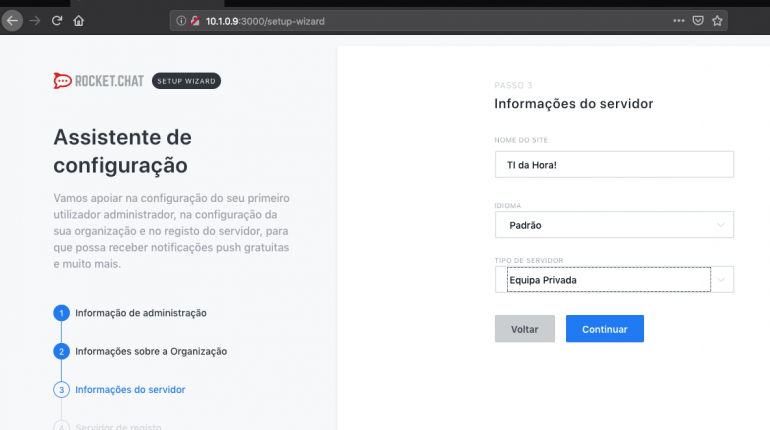 10.1.0.9:3000/setup-wizard
ROCKET.CHAT SETUP WIZARD
Assistente de
configuração
Vamos apoiar na configuração do seu primeiro
utilizador administrador, na configuração da
sua organização e no registo do servidor, para
que possa receber notificações push gratuitas
e muito mais.
1 Informação de administração
2 Informações sobre a Organização
3 Informações do servidor
4 Servidor de registo
PASSO 3
Informações do servidor
NOME DO SITE
TI da Hora!
IDIOMA
Padrão
TIPO DE SERVIDOR
Equipa Privada
Voltar Continuar